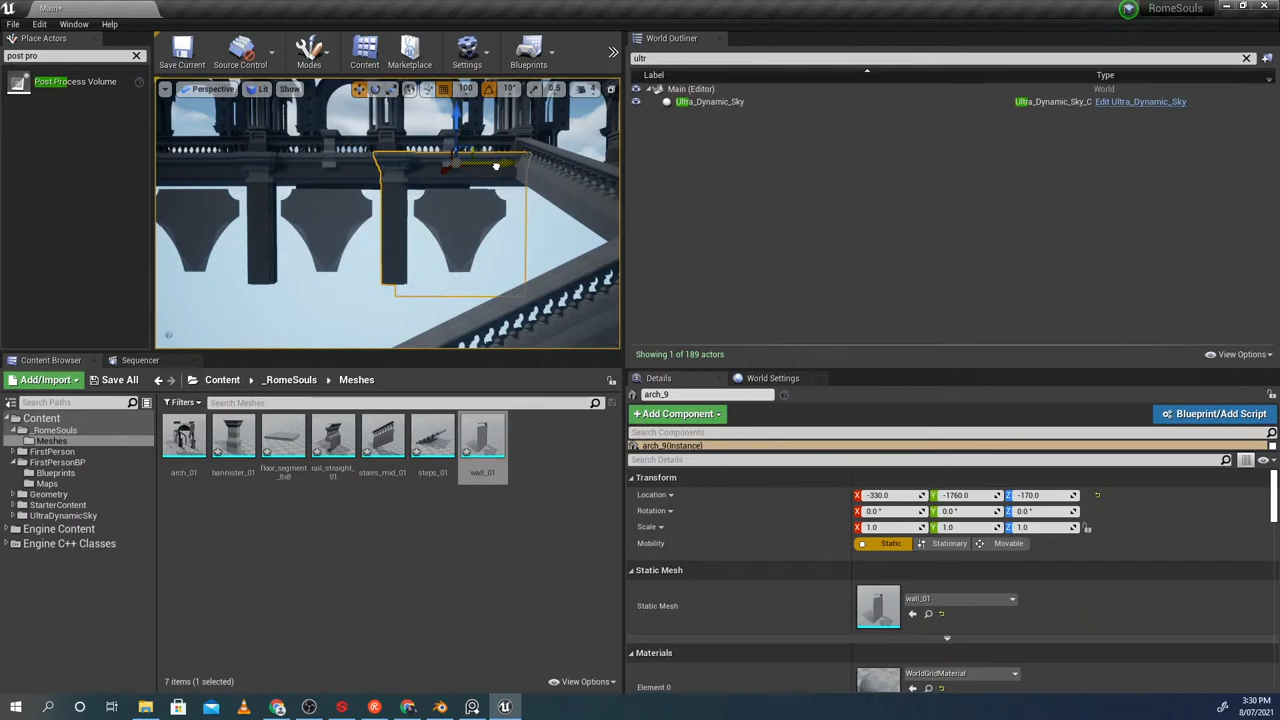 Main+
RomeSouls
File Edit Window Help
Place Actors
post pro
Post Process Volume
Save Current Source Control Modes Content Marketplace Settings Blueprints
Perspective Lit Show 100 10° 0.5 4
World Outliner
ultr
Label Type
Main (Editor) World
Ultra_Dynamic_Sky Ultra_Dynamic_Sky_C Edit Ultra_Dynamic_Sky
Showing 1 of 189 actors View Options
Content Browser Sequencer
Add/Import Save All Content _RomeSouls Meshes
Search Paths Filters Search Meshes
Content
_RomeSouls
Meshes
FirstPerson
FirstPersonBP
Blueprints
Maps
Geometry
StarterContent
UltraDynamicSky
Engine Content
Engine C++ Classes
arch_01 bannister_01 floor_segment_8x8 rail_straight_01 stairs_mid_01 steps_01 wall_01
7 items (1 selected) View Options
Details World Settings
arch_9
+Add Component Blueprint/Add Script
Search Components
arch_9(Instance)
Search Details
Transform
Location X -330.0 Y -1760.0 Z -170.0
Rotation X 0.0 ° Y 0.0 ° Z 0.0 °
Scale X 1.0 Y 1.0 Z 1.0
Mobility Static Stationary Movable
Static Mesh
Static Mesh wall_01
Materials
Element 0 WorldGridMaterial
3:30 PM
8/07/2021